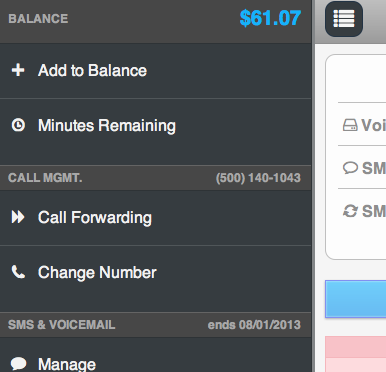 BALANCE $61.07
Add to Balance
Minutes Remaining
CALL MGMT. (500) 140-1043
Call Forwarding
Change Number
SMS & VOICEMAIL ends 08/01/2013
Manage
Voi
SM
SM